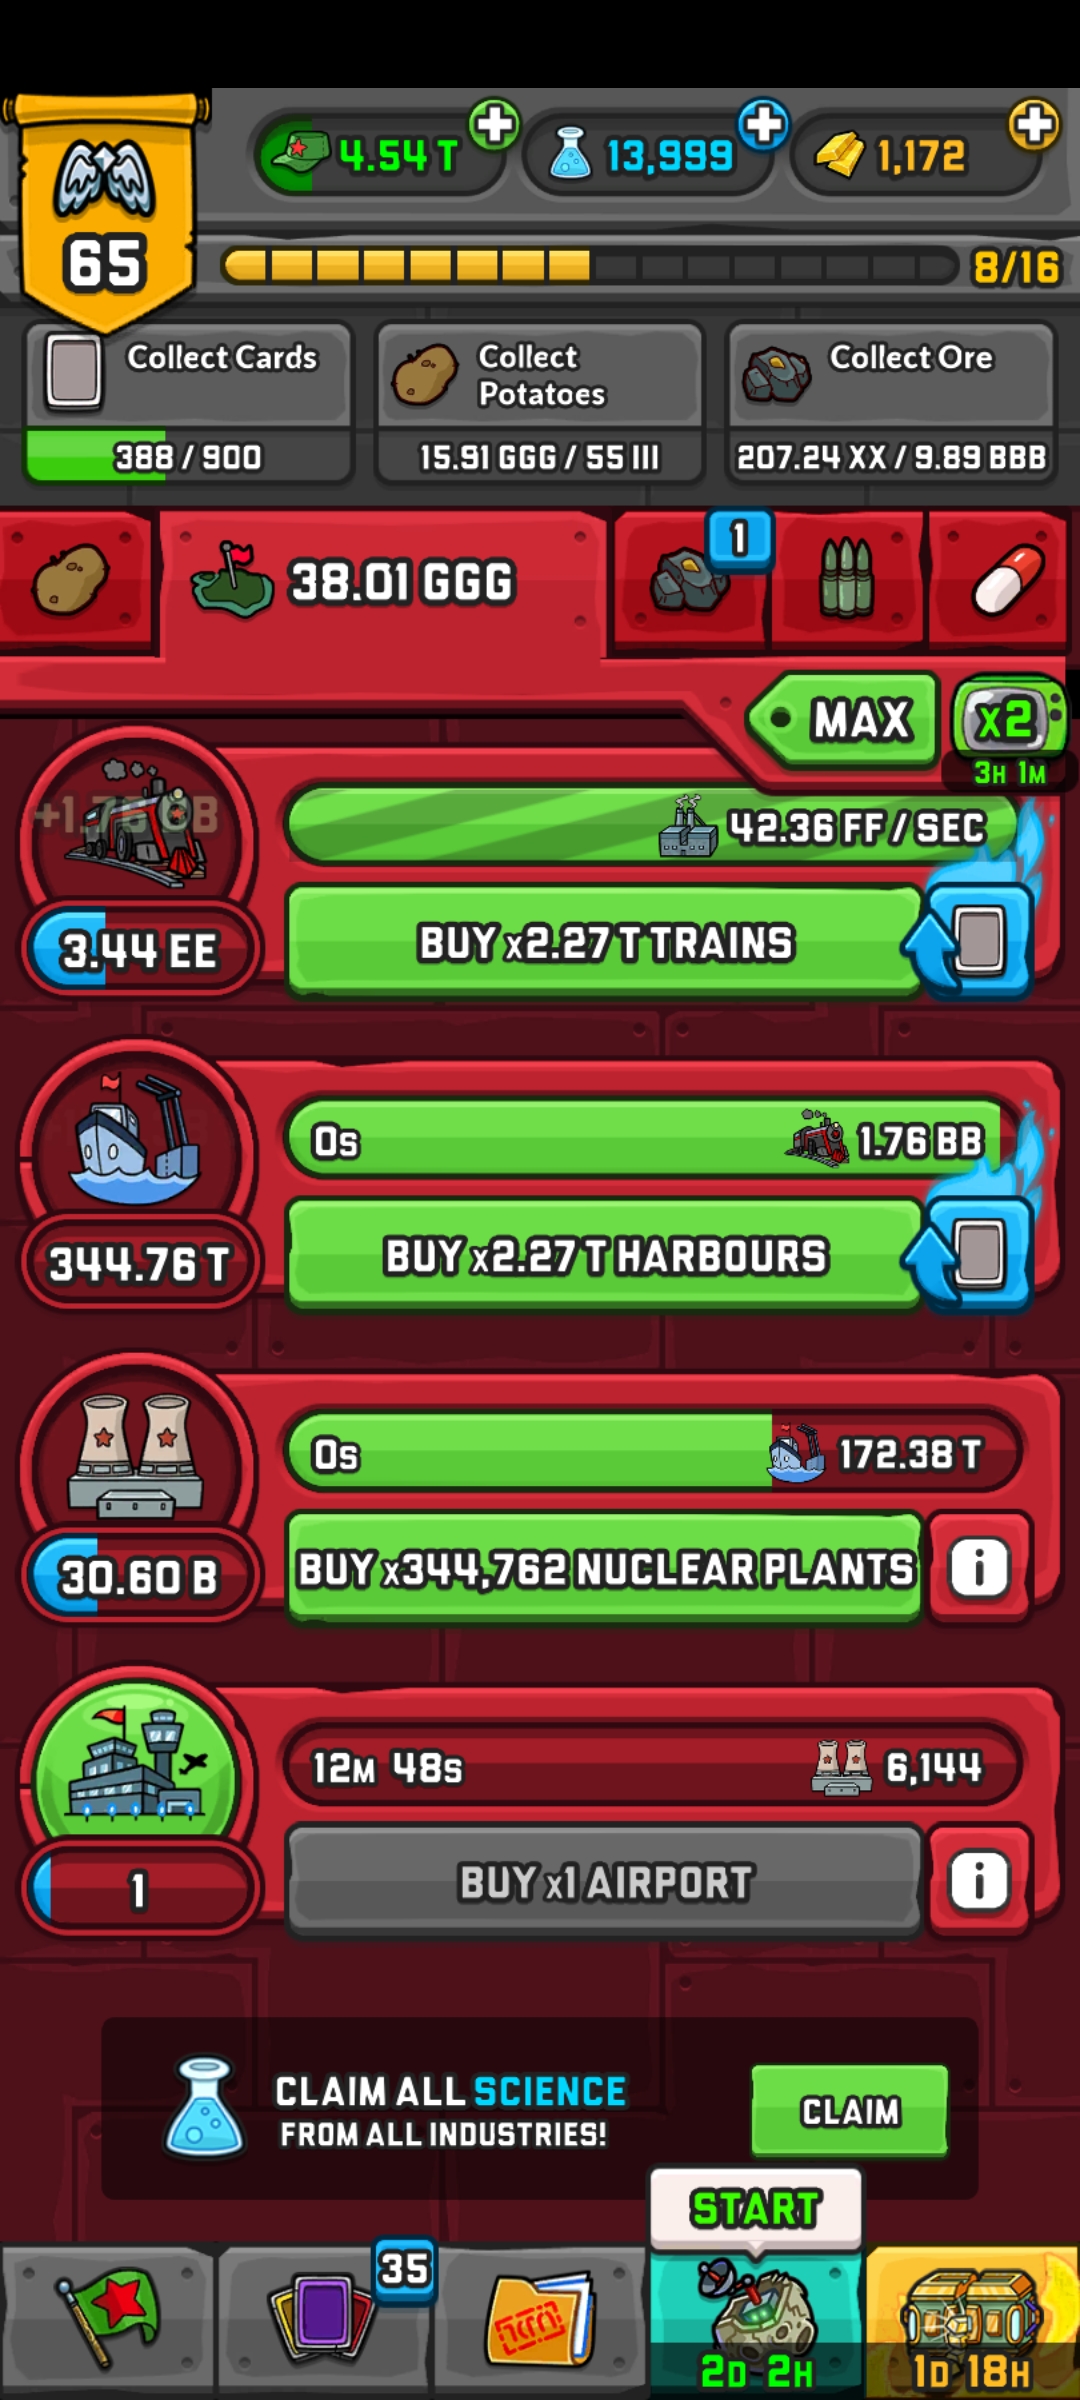 4.54 T
13,999
1,172
65
8/16
Collect Cards
388 / 900
Collect
Potatoes
15.91 GGG / 55 III
Collect Ore
207.24 XX / 9.89 BBB
38.01 GGG
1
MAX
x2
3H 1M
+1.76 BB
42.36 FF / SEC
3.44 EE
BUY x2.27 T TRAINS
0s
1.76 BB
344.76 T
BUY x2.27 T HARBOURS
0s
172.38 T
30.60 B
BUY x344,762 NUCLEAR PLANTS
i
12M 48s
6,144
1
BUY x1 AIRPORT
i
CLAIM ALL SCIENCE
FROM ALL INDUSTRIES!
CLAIM
START
35
2D 2H
1D 18H